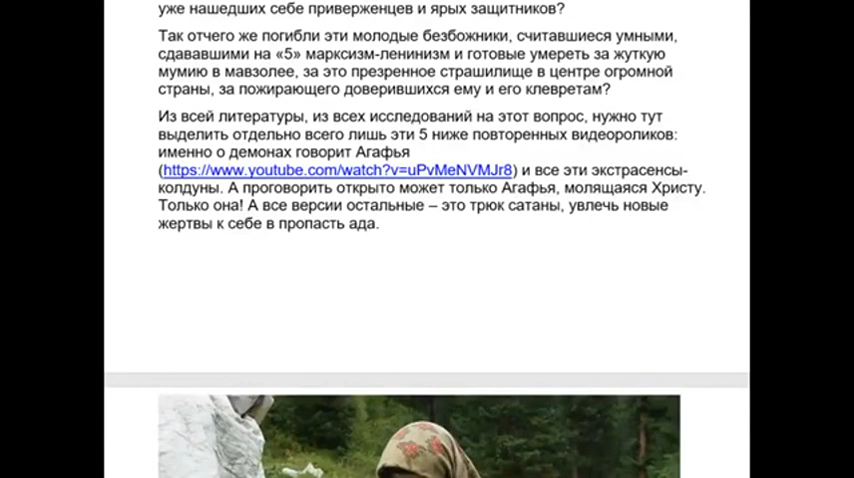 уже нашедших себе приверженцев и ярых защитников?
Так отчего же погибли эти молодые безбожники, считавшиеся умными,
сдававшими на «5» марксизм-ленинизм и готовые умереть за жуткую
мумию в мавзолее, за это презренное страшилище в центре огромной
страны, за пожирающего доверившихся ему и его клевретам?
Из всей литературы, из всех исследований на этот вопрос, нужно тут
выделить отдельно всего лишь эти 5 ниже повторенных видеороликов:
именно о демонах говорит Агафья
(https://www.youtube.com/watch?v=uPvMeNVMJr8) и все эти экстрасенсы-
колдуны. А проговорить открыто может только Агафья, молящаяся Христу.
Только она! А все версии остальные – это трюк сатаны, увлечь новые
жертвы к себе в пропасть ада.